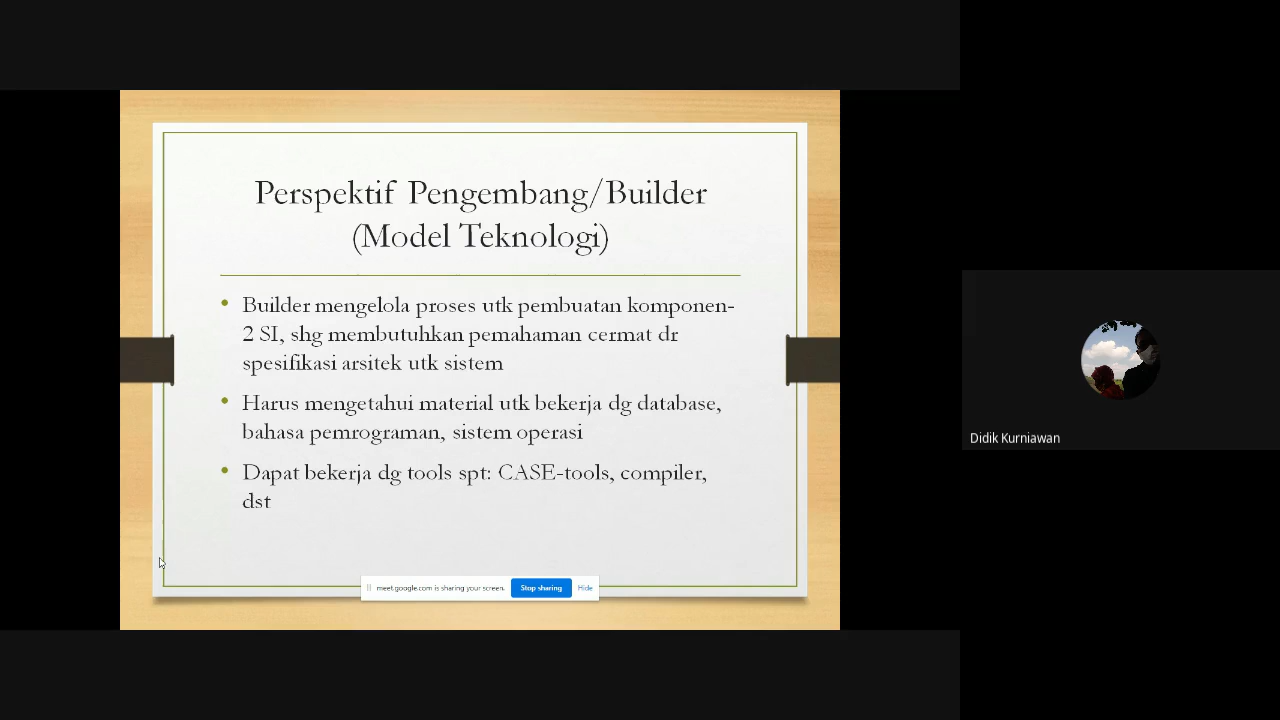 Perspektif Pengembang/Builder
(Model Teknologi)
• Builder mengelola proses utk pembuatan komponen-
2 SI, shg membutuhkan pemahaman cermat dr
spesifikasi arsitek utk sistem
• Harus mengetahui material utk bekerja dg database,
bahasa pemrograman, sistem operasi
• Dapat bekerja dg tools spt: CASE-tools, compiler,
dst
meet.google.com is sharing your screen. Stop sharing Hide
Didik Kurniawan